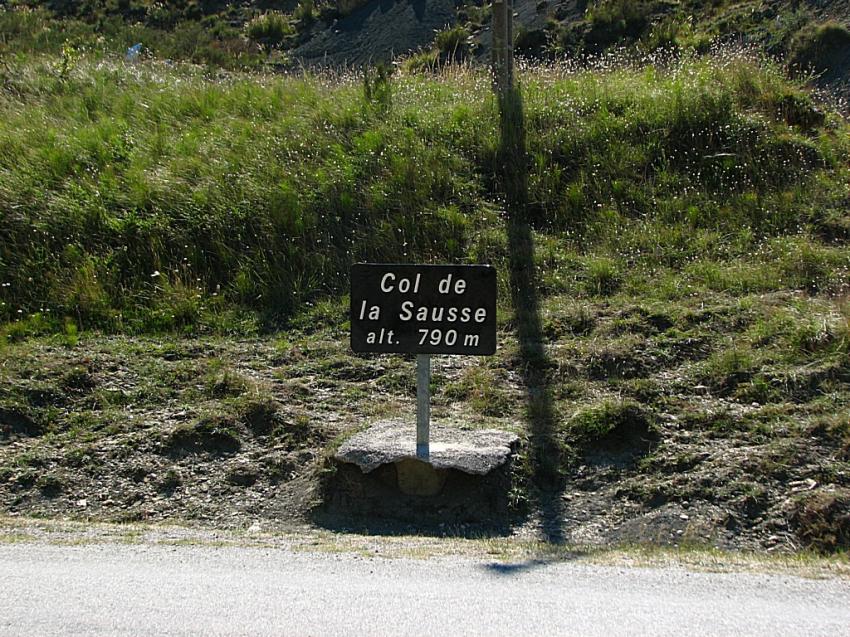 Col de
la Sausse
alt. 790 m